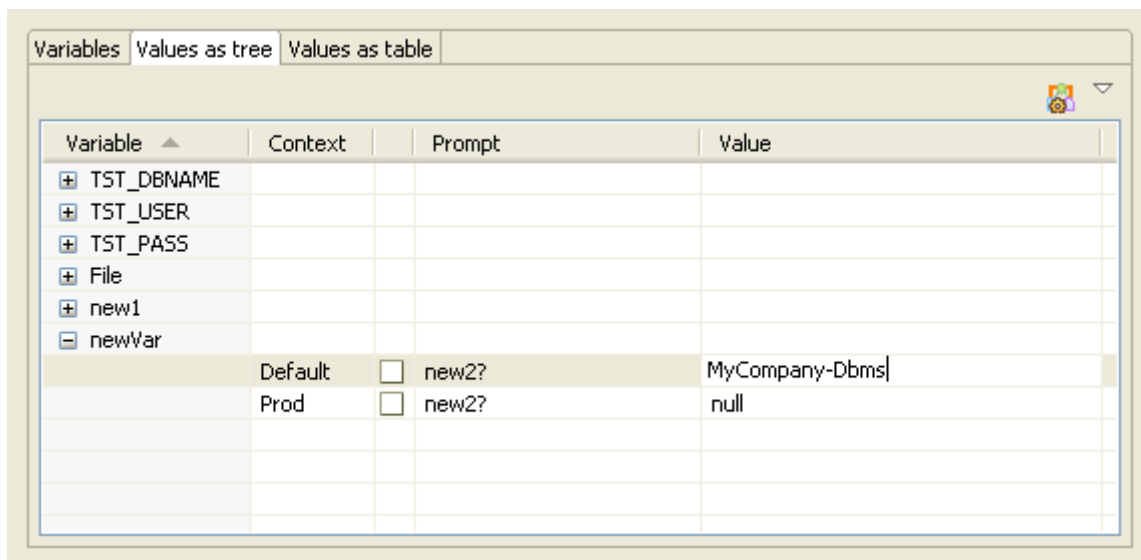 Variables Values as tree Values as table
Variable Context Prompt Value
TST_DBNAME
TST_USER
TST_PASS
File
new1
newVar
Default new2? MyCompany-Dbms
Prod new2? null